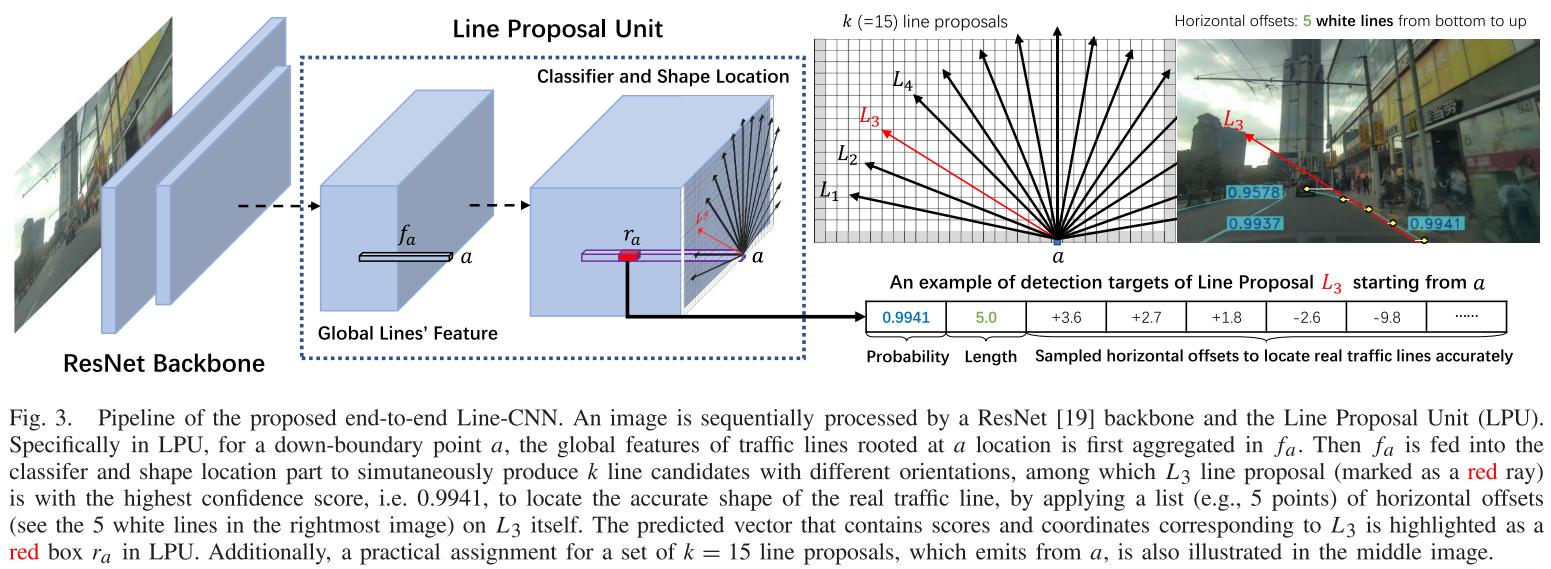 Line Proposal Unit
Classifier and Shape Location
f_a
a
r_a
a
L_3
Global Lines' Feature
ResNet Backbone
k (=15) line proposals
L_4
L_3
L_2
L_1
a
Horizontal offsets: 5 white lines from bottom to up
L_3
0.9578
0.9937
0.9941
An example of detection targets of Line Proposal L_3 starting from a
0.9941 5.0 +3.6 +2.7 +1.8 -2.6 -9.8 ......
Probability Length Sampled horizontal offsets to locate real traffic lines accurately
Fig. 3. Pipeline of the proposed end-to-end Line-CNN. An image is sequentially processed by a ResNet [19] backbone and the Line Proposal Unit (LPU).
Specifically in LPU, for a down-boundary point a, the global features of traffic lines rooted at a location is first aggregated in f_a. Then f_a is fed into the
classifer and shape location part to simutaneously produce k line candidates with different orientations, among which L_3 line proposal (marked as a red ray)
is with the highest confidence score, i.e. 0.9941, to locate the accurate shape of the real traffic line, by applying a list (e.g., 5 points) of horizontal offsets
(see the 5 white lines in the rightmost image) on L_3 itself. The predicted vector that contains scores and coordinates corresponding to L_3 is highlighted as a
red box r_a in LPU. Additionally, a practical assignment for a set of k = 15 line proposals, which emits from a, is also illustrated in the middle image.